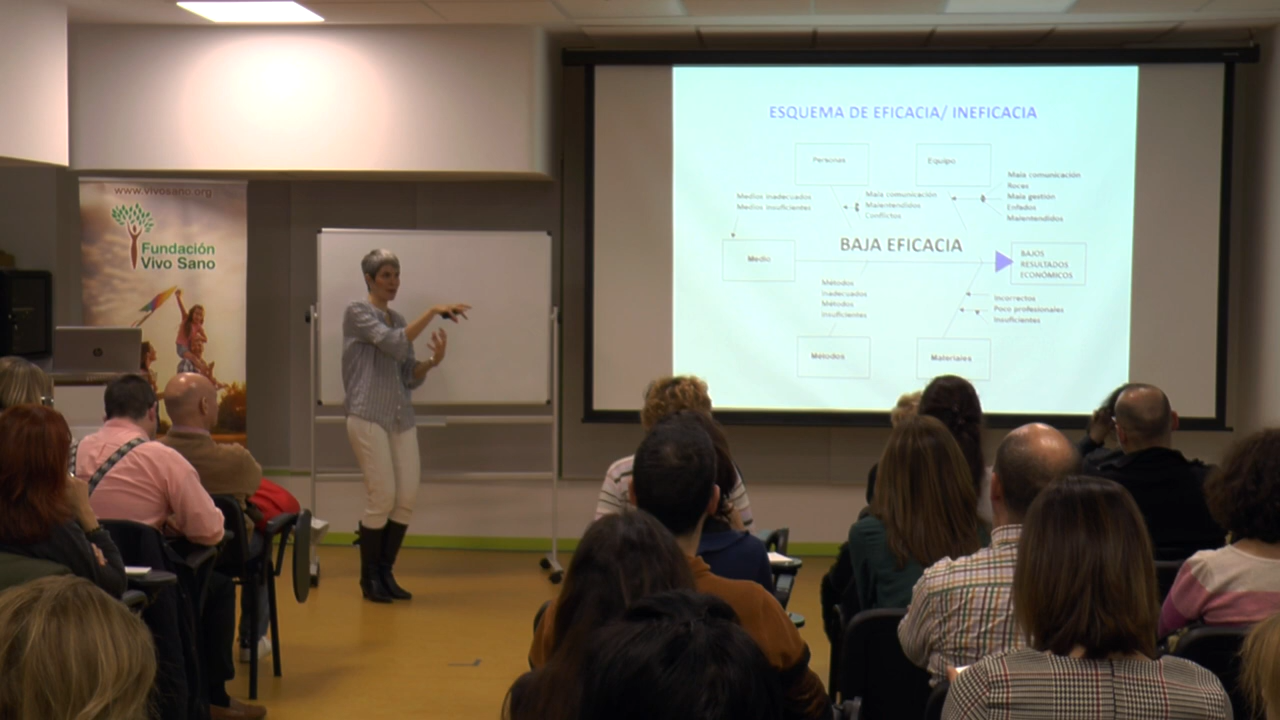 www.vivosano.org
Fundación
Vivo Sano
ESQUEMA DE EFICACIA/ INEFICACIA
Personas
Equipo
Medios inadecuados
Medios insuficientes
Mala comunicación
Malentendidos
Conflictos
Mala comunicación
Roces
Mala gestión
Enfados
Malentendidos
Medio
BAJA EFICACIA
BAJOS
RESULTADOS
ECONÓMICOS
Métodos
inadecuados
Métodos
insuficientes
Incorrectos
Poco profesionales
Insuficientes
Métodos
Materiales
hp